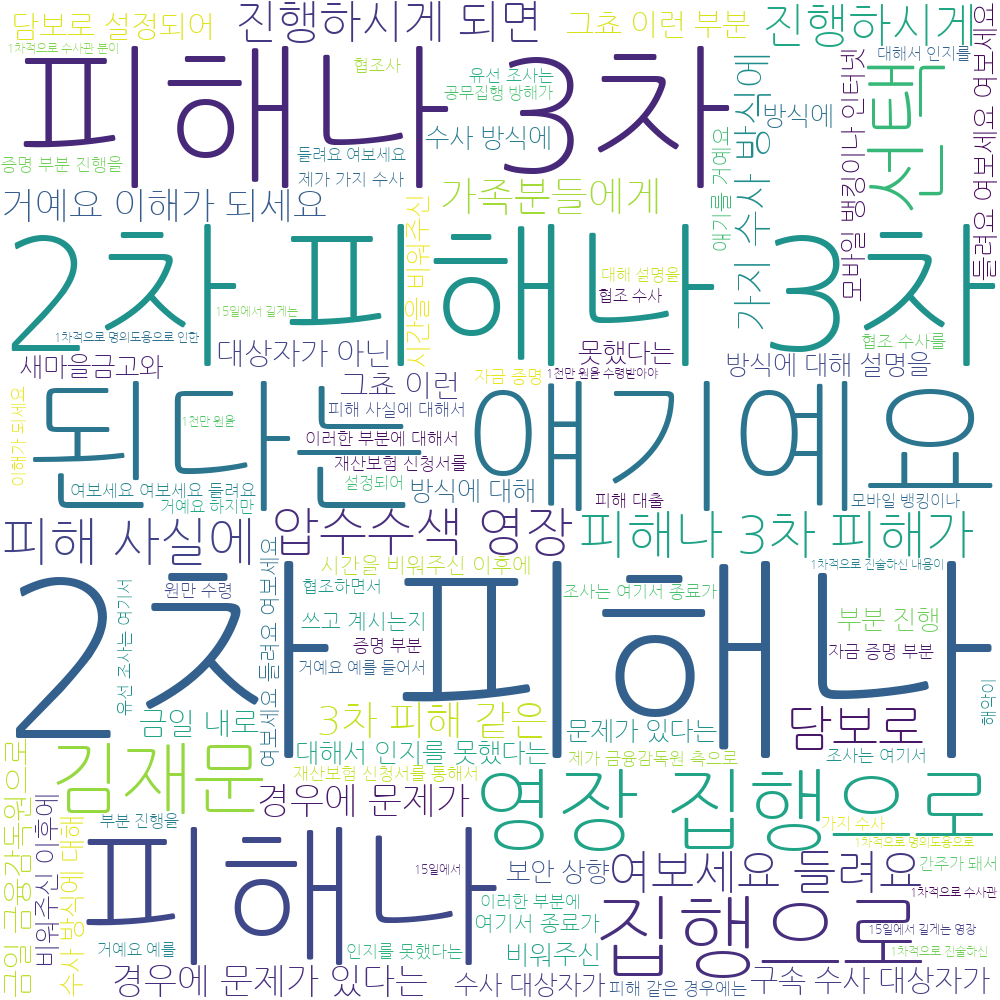 담보로 설정되어
진행하시게 되면
그쵸 이런 부분
진행하시게
1차적으로 수사관 분이
협조사
유선 조사는
대해서 인지를
공무집행 방해가
피해나 3차
수사 방식에
방식에
들려요 여보세요
증명 부분 진행을
제가 가지 수사
가지 수사 방식에
얘기를 거예요
모바일 뱅킹이나 인터넷
선택
들려요 여보세요 여보세요
거예요 이해가 되세요
가족분들에게
시간을 비워주신
2차 피해나 3차
대해 설명을
협조 수사
15일에서 길게는
1차적으로 명의도용으로 인한
협조 수사를
새마을금고와
대상자가 아닌
못했다는
방식에 대해 설명을
그쵸 이런
자금 증명
1천만 원을 수령받아야
이해가 되세요
1천만 원을
피해 사실에 대해서
된다는 얘기예요
이러한 부분에 대해서
재산보험 신청서를
설정되어
방식에 대해
여보세요 여보세요 들려요
거예요 하지만
피해 대출
모바일 뱅킹이나
피해 사실에
압수수색 영장
피해나 3차 피해가
여보세요 들려요 여보세요
시간을 비워주신 이후에
1차적으로 진술하신 내용이
원만 수령
협조하면서
조사는 여기서 종료가
유선 조사는 여기서
2차 피해나
쓰고 계시는지
부분 진행
증명 부분
자금 증명 부분
거예요 예를 들어서
해악이
금일 내로
3차 피해 같은
문제가 있다는
담보로
김재문
대해서 인지를 못했다는
제가 금융감독원 측으로
조사는 여기서
재산보험 신청서를 통해서
경우에 문제가
영장 집행으로
금일 금융감독원으로
비워주신 이후에
수사 방식에 대해
부분 진행을
가지 수사
1차적으로 명의도용으로
피해나
15일에서
보안 상향
여보세요 들려요
간주가 돼서
1차적으로 수사관
이러한 부분에
집행으로
여기서 종료가
15일에서 길게는 영장
거예요 예를
인지를 못했다는
비워주신
1차적으로 진술하신
경우에 문제가 있다는
수사 대상자가
피해 같은 경우에는
구속 수사 대상자가